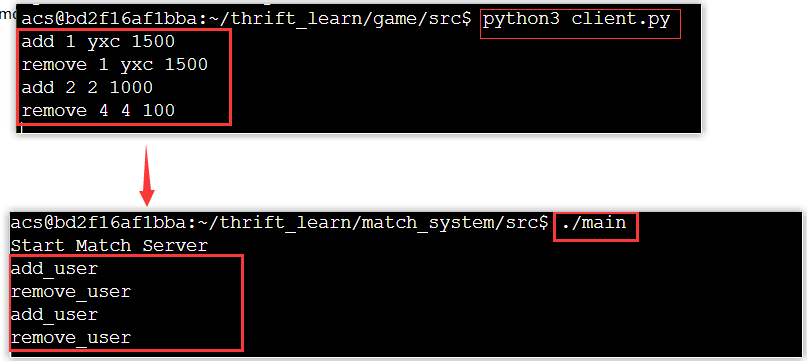 mo
acs@bd2f16af1bba:~/thrift_learn/game/src$ python3 client.py
add 1 yxc 1500
remove 1 yxc 1500
add 2 2 1000
remove 4 4 100
acs@bd2f16af1bba:~/thrift_learn/match_system/src$ ./main
Start Match Server
add_user
remove_user
add_user
remove_user